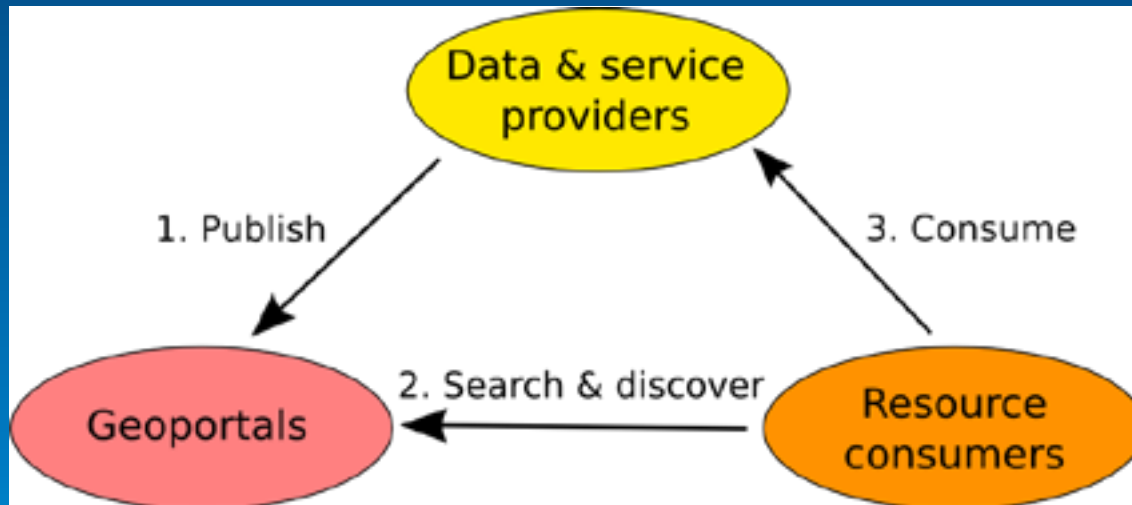 Data & service
providers
1. Publish
3. Consume
2. Search & discover
Geoportals
Resource
consumers